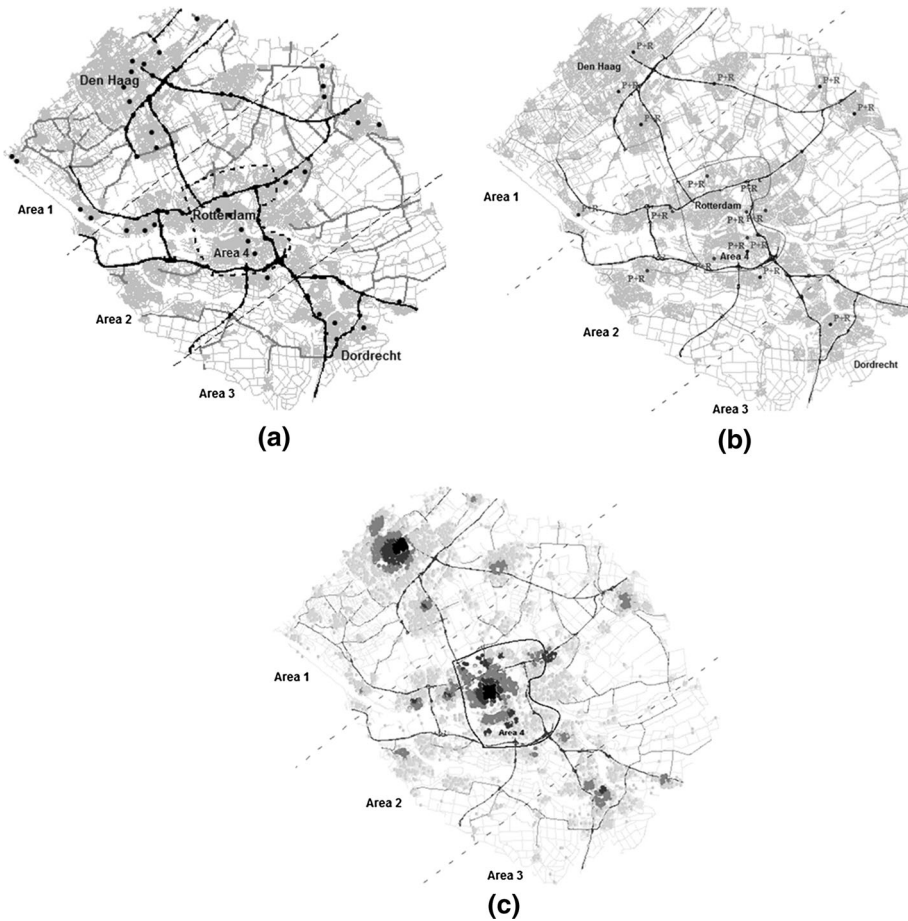 Den Haag
Area 1
Rotterdam
Area 4
Area 2
Dordrecht
Area 3
(a)
P+R
Den Haag
P+R
P+R
P+R
P+R
P+R
P+R
Area 1
P+R
P+R
Rotterdam
P+R
P+R
P+R
P+R
Area 4
P+R
P+R
Area 2
P+R
Dordrecht
Area 3
(b)
Area 1
Area 4
Area 2
Area 3
(c)